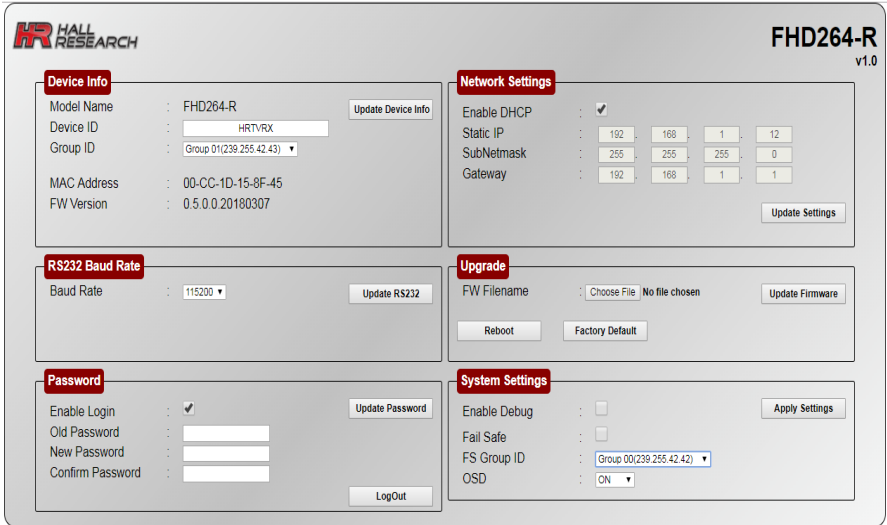 HR HALL RESEARCH
FHD264-R
v1.0
Device Info
Model Name : FHD264-R
Update Device Info
Device ID : HRTVRX
Group ID : Group 01(239.255.42.43)
MAC Address : 00-CC-1D-15-8F-45
FW Version : 0.5.0.0.20180307
Network Settings
Enable DHCP :
Static IP : 192 . 168 . 1 . 12
SubNetmask : 255 . 255 . 255 . 0
Gateway : 192 . 168 . 1 . 1
Update Settings
RS232 Baud Rate
Baud Rate : 115200
Update RS232
Upgrade
FW Filename : Choose File No file chosen
Update Firmware
Reboot
Factory Default
Password
Enable Login :
Update Password
Old Password :
New Password :
Confirm Password :
LogOut
System Settings
Enable Debug :
Apply Settings
Fail Safe :
FS Group ID : Group 00(239.255.42.42)
OSD : ON